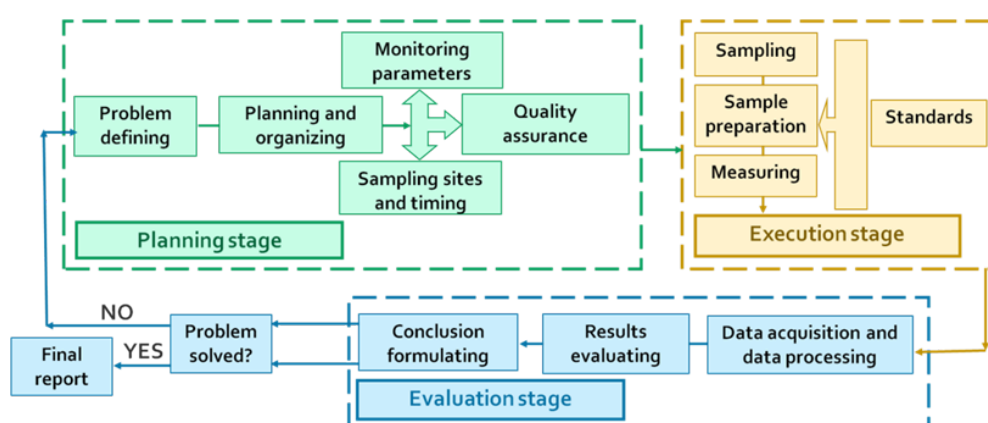 Monitoring
parameters
Problem
defining
Planning and
organizing
Quality
assurance
Sampling sites
and timing
Planning stage
Sampling
Sample
preparation
Measuring
Standards
Execution stage
NO
YES
Final
report
Problem
solved?
Conclusion
formulating
Results
evaluating
Data acquisition and
data processing
Evaluation stage